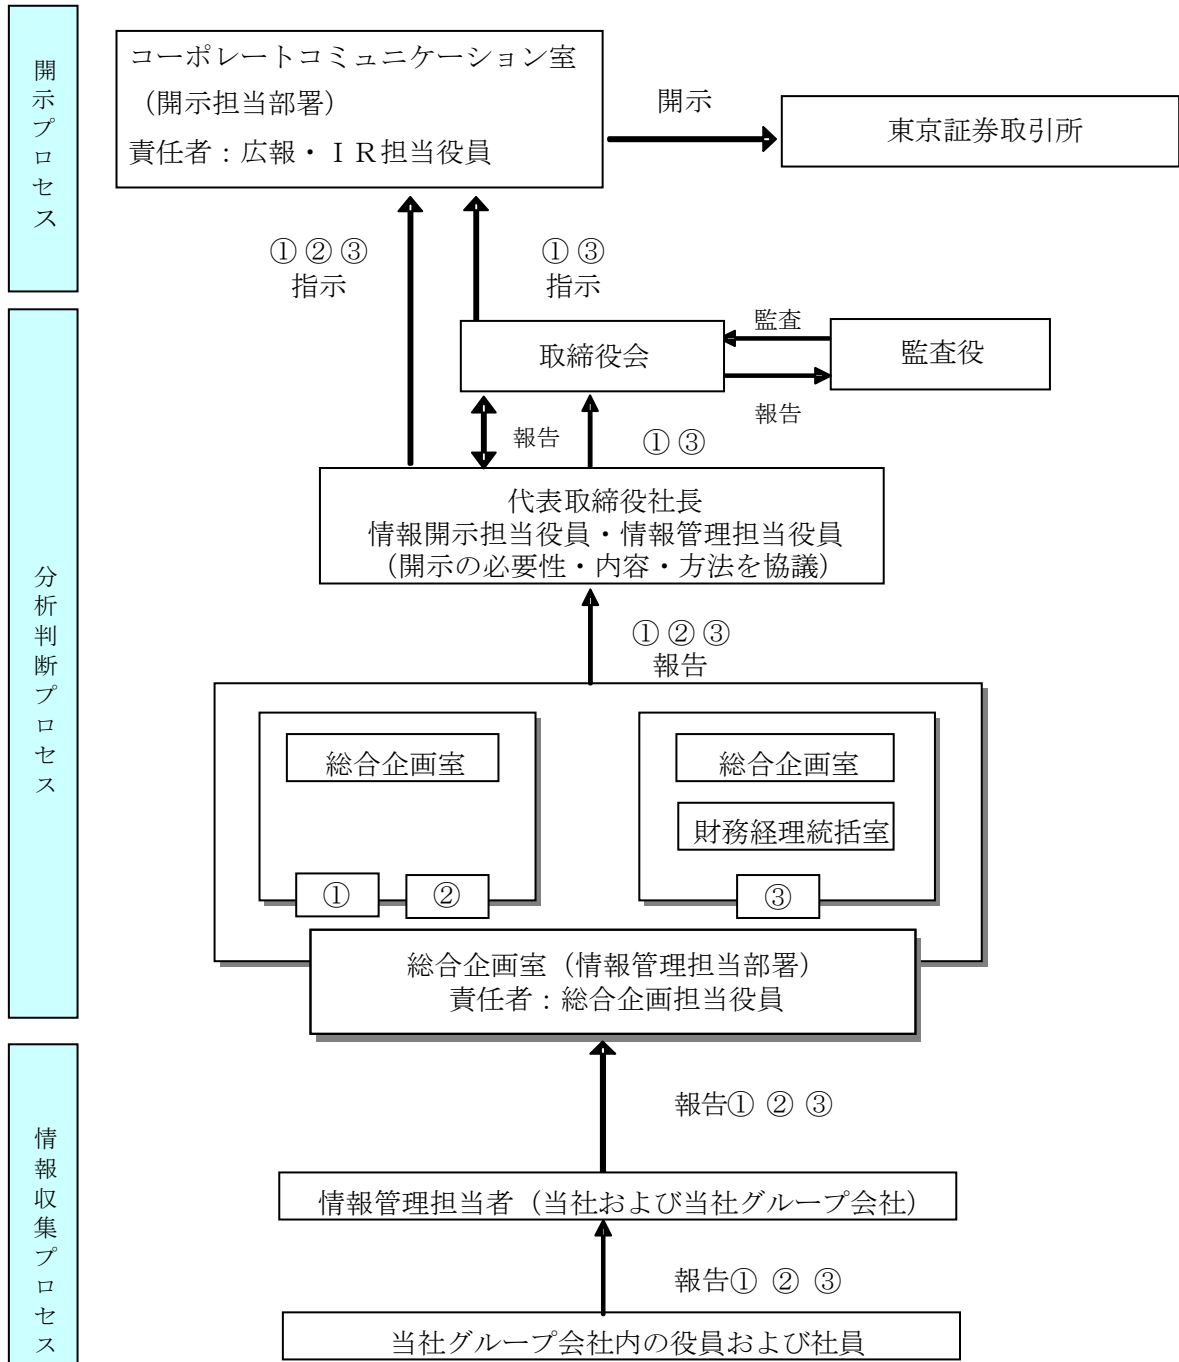 開示プロセス
コーポレートコミュニケーション室
（開示担当部署）
責任者：広報・ＩＲ担当役員
開示
東京証券取引所
① ② ③
指示
① ③
指示
分析判断プロセス
取締役会
監査
監査役
報告
報告
① ③
代表取締役社長
情報開示担当役員・情報管理担当役員
（開示の必要性・内容・方法を協議）
① ② ③
報告
総合企画室
①
②
総合企画室
財務経理統括室
③
総合企画室（情報管理担当部署）
責任者：総合企画担当役員
情報収集プロセス
報告① ② ③
情報管理担当者（当社および当社グループ会社）
報告① ② ③
当社グループ会社内の役員および社員